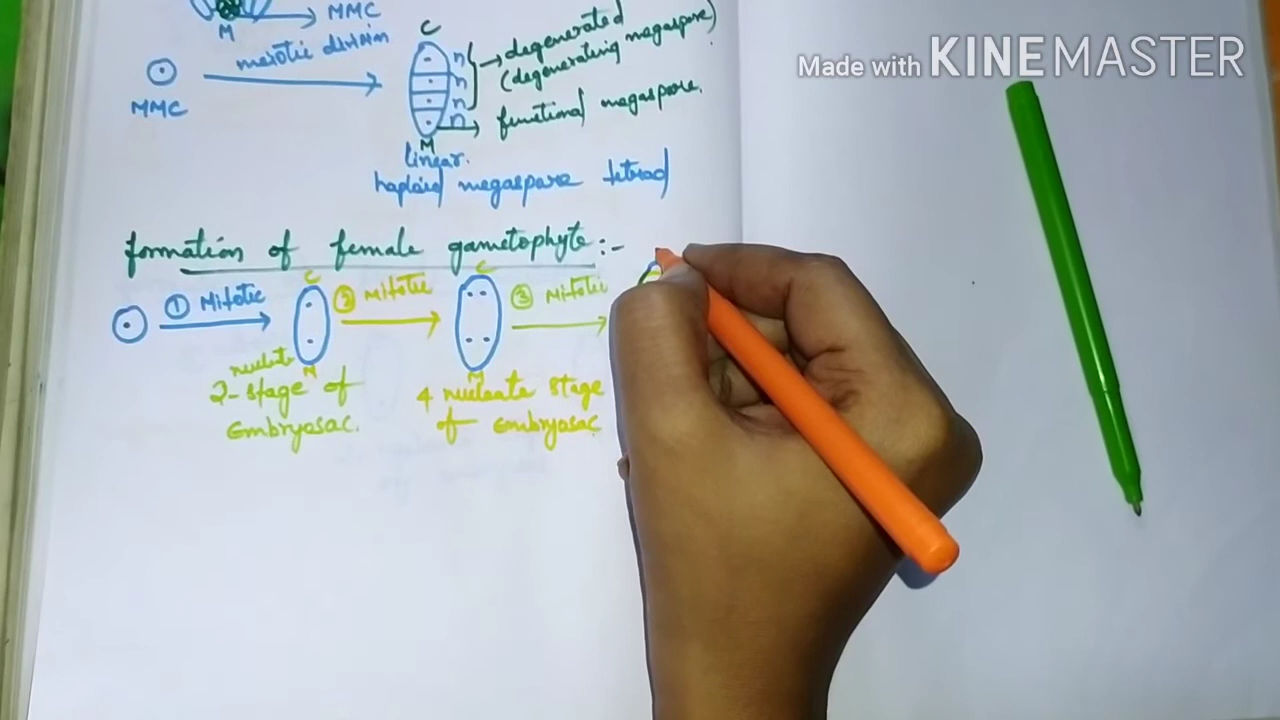 MMC
M
meiotic division
C
degenerated
(degenerating megaspore)
n
n
n
n
functional megaspore.
MMC
M
linear.
haploid megaspore tetrad
formation of female gametophyte :-
C
C
① Mitotic
② Mitotic
③ Mitotic
M
M
nucleate
2-stage of
Embryosac.
4 nucleate stage
of embryosac
Made with KINEMASTER